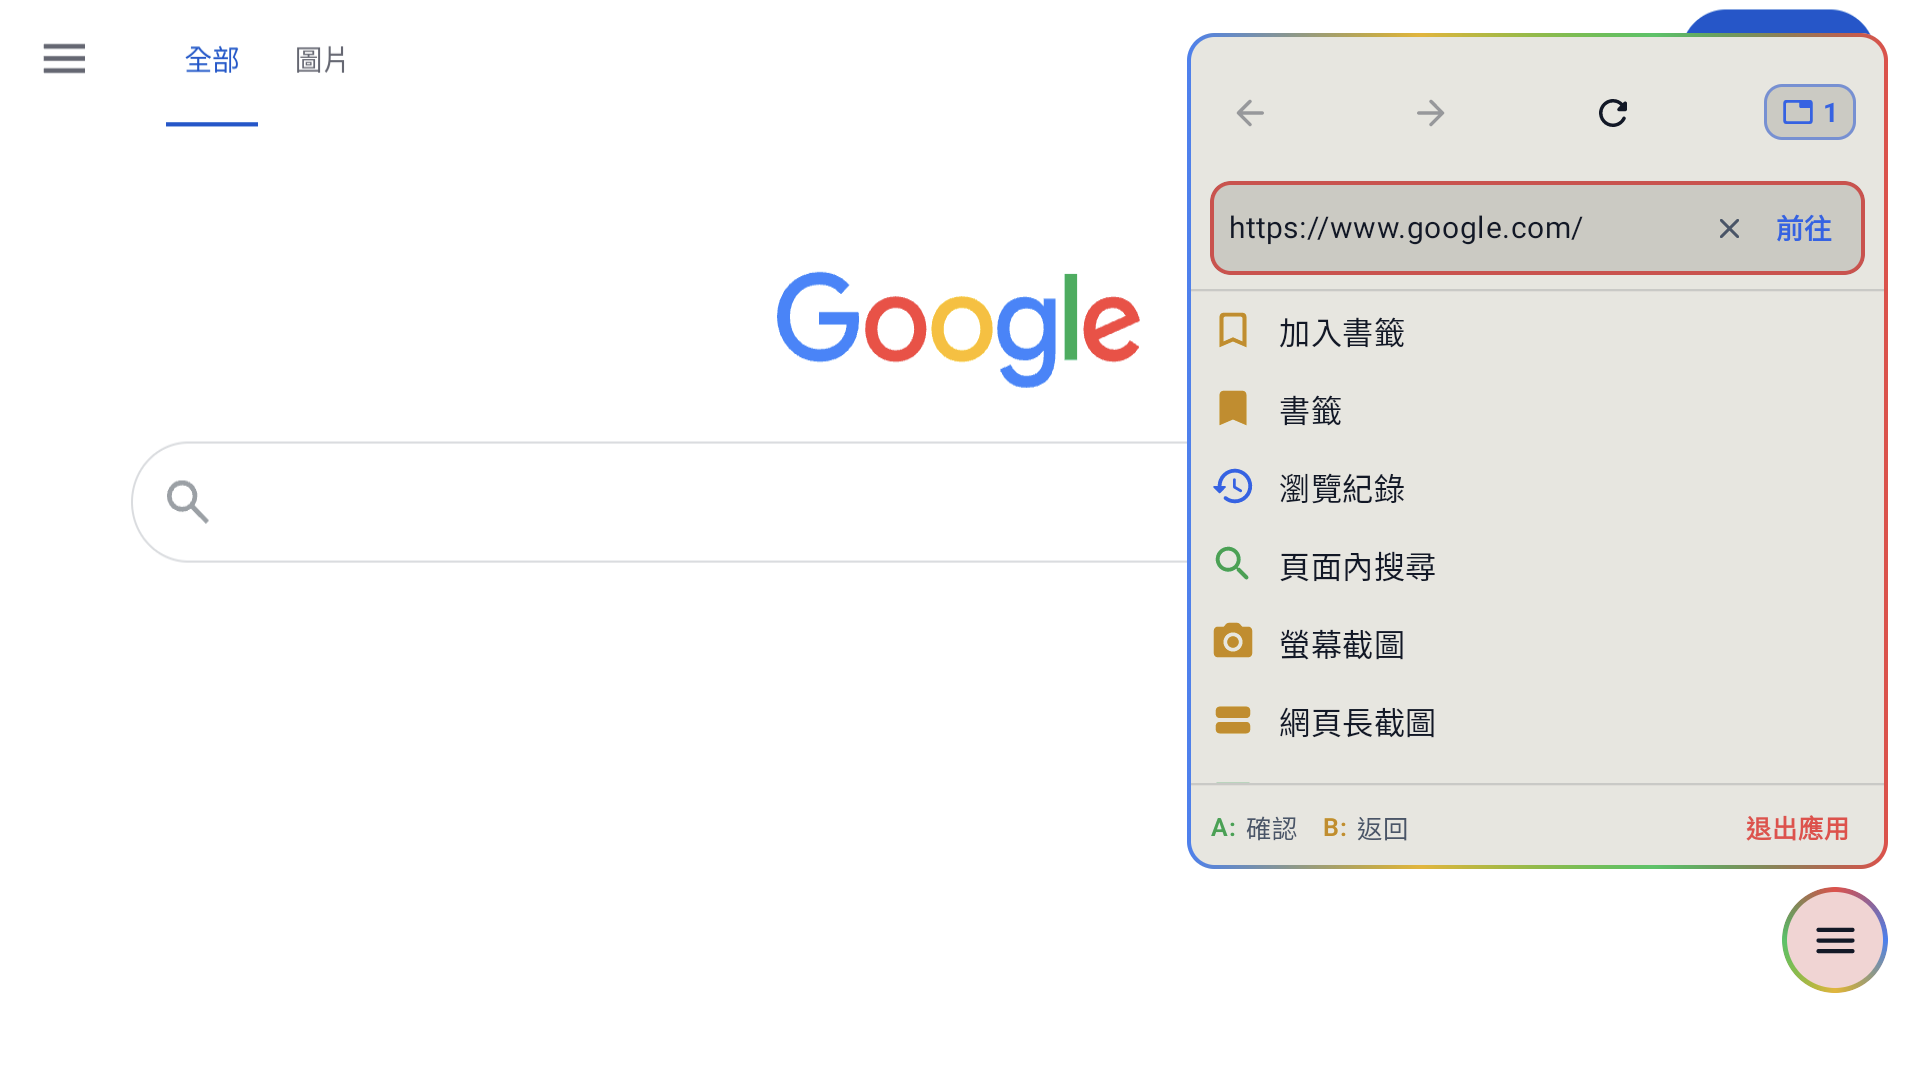 全部 圖片
1
https://www.google.com/ 前往
Google
加入書籤
書籤
瀏覽紀錄
頁面內搜尋
螢幕截圖
網頁長截圖
A: 確認 B: 返回 退出應用